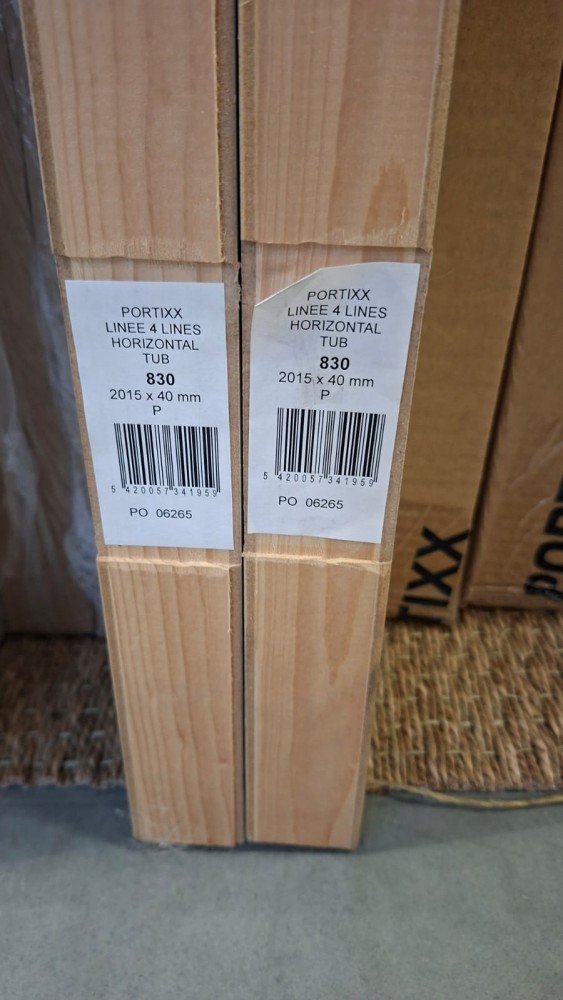 PORTIXX
LINEE 4 LINES
HORIZONTAL
TUB
830
2015 x 40 mm
P
5 420057 341959
PO 06265
PORTIXX
LINEE 4 LINES
HORIZONTAL
TUB
830
2015 x 40 mm
P
5 420057 341959
PO 06265
TIXX
POR